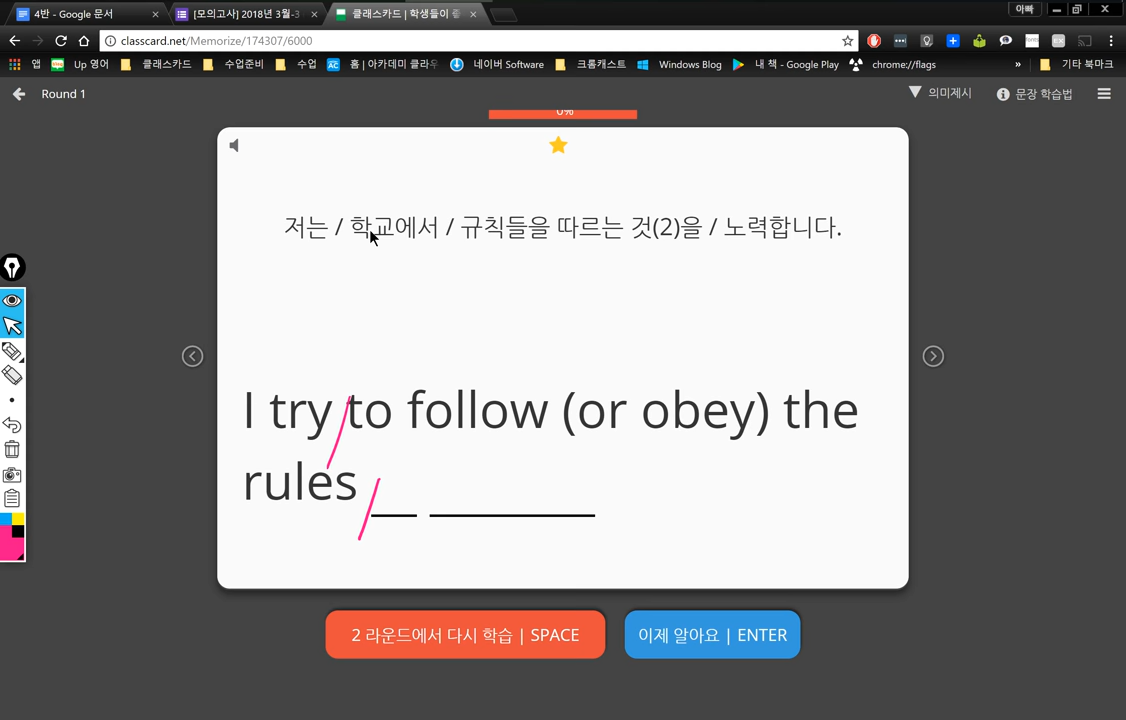 4반 - Google 문서
[모의고사] 2018년 3월-3
클래스카드 | 학생들이 좋
아빠
classcard.net/Memorize/174307/6000
앱 Up 영어 클래스카드 수업준비 수업 홈 | 아카데미 클라우 네이버 Software 크롬캐스트 Windows Blog 내 책 - Google Play chrome://flags » 기타 북마크
Round 1
의미제시
문장 학습법
0%
저는 / 학교에서 / 규칙들을 따르는 것(2)을 / 노력합니다.
I try to follow (or obey) the
rules __ ________
2 라운드에서 다시 학습 | SPACE
이제 알아요 | ENTER